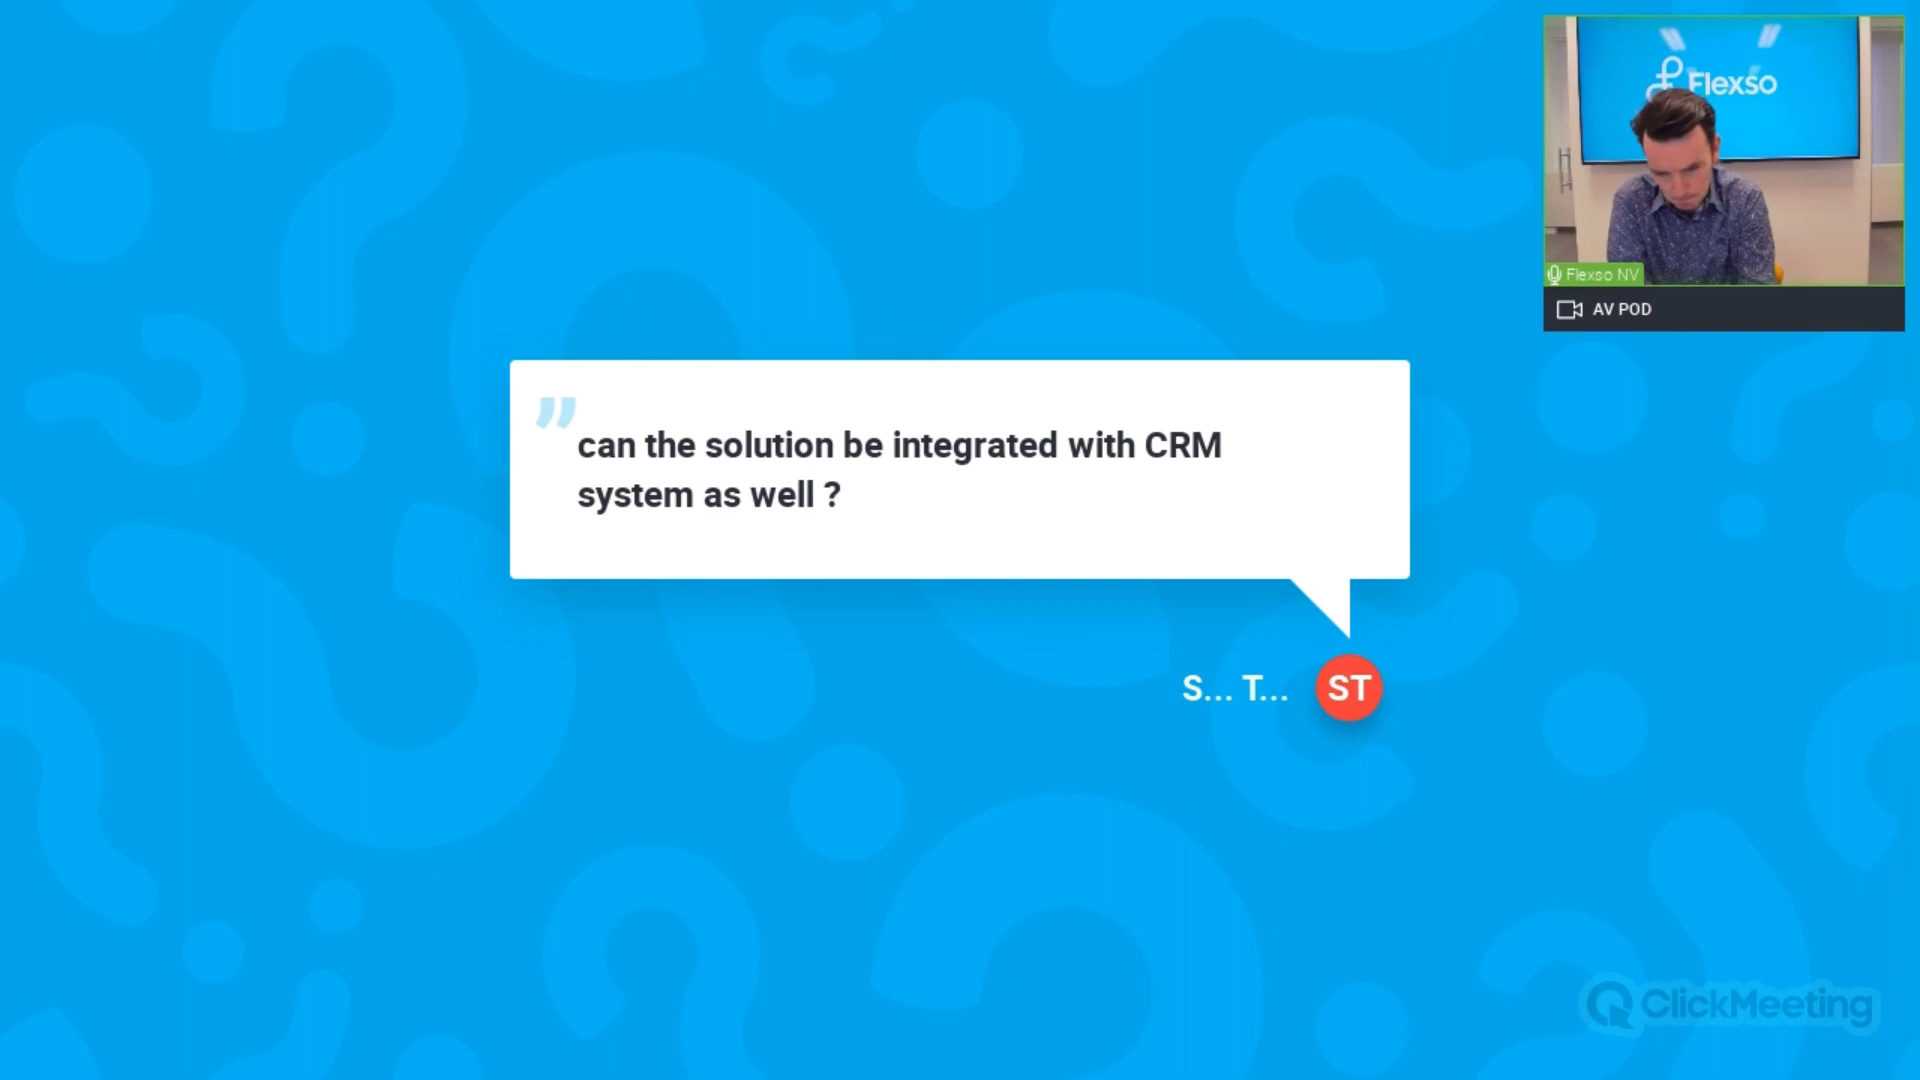 Flexso
Flexso NV
AV POD
"
can the solution be integrated with CRM
system as well ?
S... T...
ST
ClickMeeting